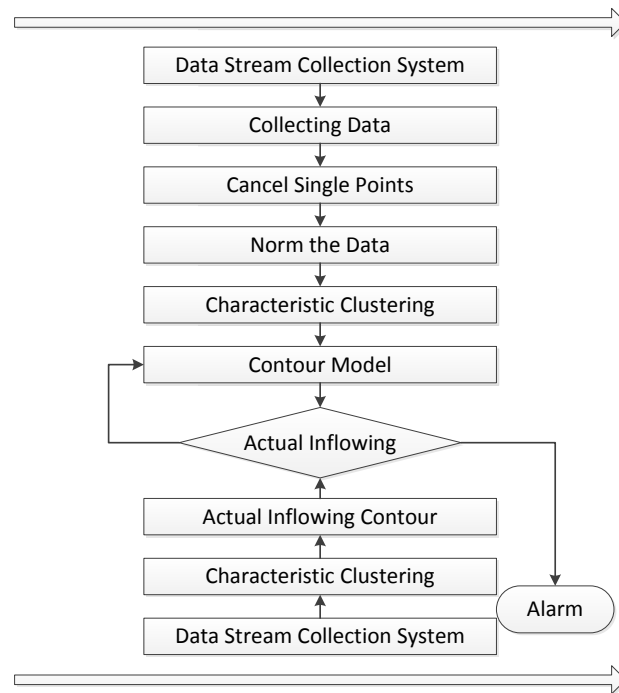 Data Stream Collection System
Collecting Data
Cancel Single Points
Norm the Data
Characteristic Clustering
Contour Model
Actual Inflowing
Actual Inflowing Contour
Characteristic Clustering
Alarm
Data Stream Collection System